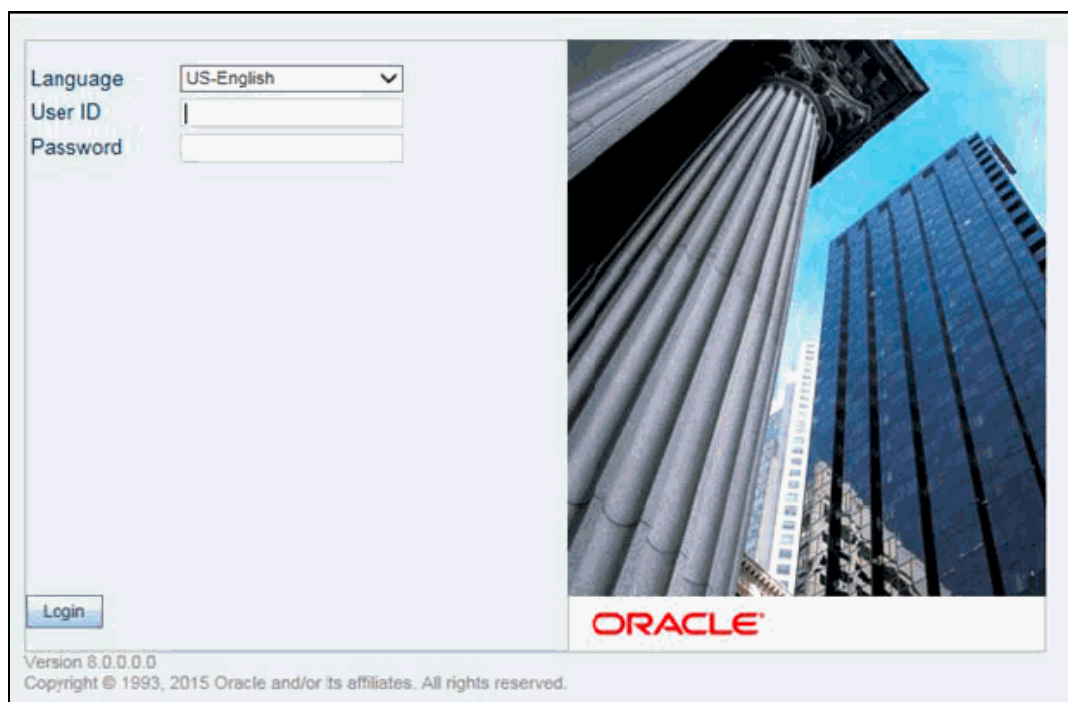 Language US-English
User ID
Password
Login
ORACLE
Version 8.0.0.0.0
Copyright © 1993, 2015 Oracle and/or its affiliates. All rights reserved.